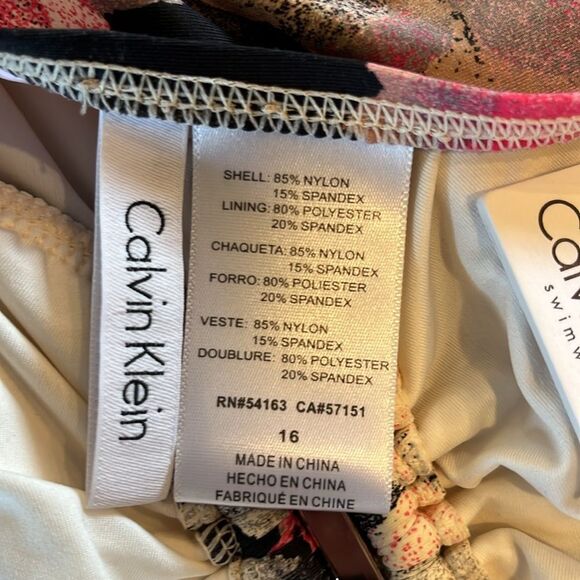 Calvin Klein
SHELL: 85% NYLON
15% SPANDEX
LINING: 80% POLYESTER
20% SPANDEX
CHAQUETA: 85% NYLON
15% SPANDEX
FORRO: 80% POLYESTER
20% SPANDEX
VESTE: 85% NYLON
15% SPANDEX
DOUBLURE: 80% POLYESTER
20% SPANDEX
RN#54163 CA#57151
16
MADE IN CHINA
HECHO EN CHINA
FABRIQUÉ EN CHINE